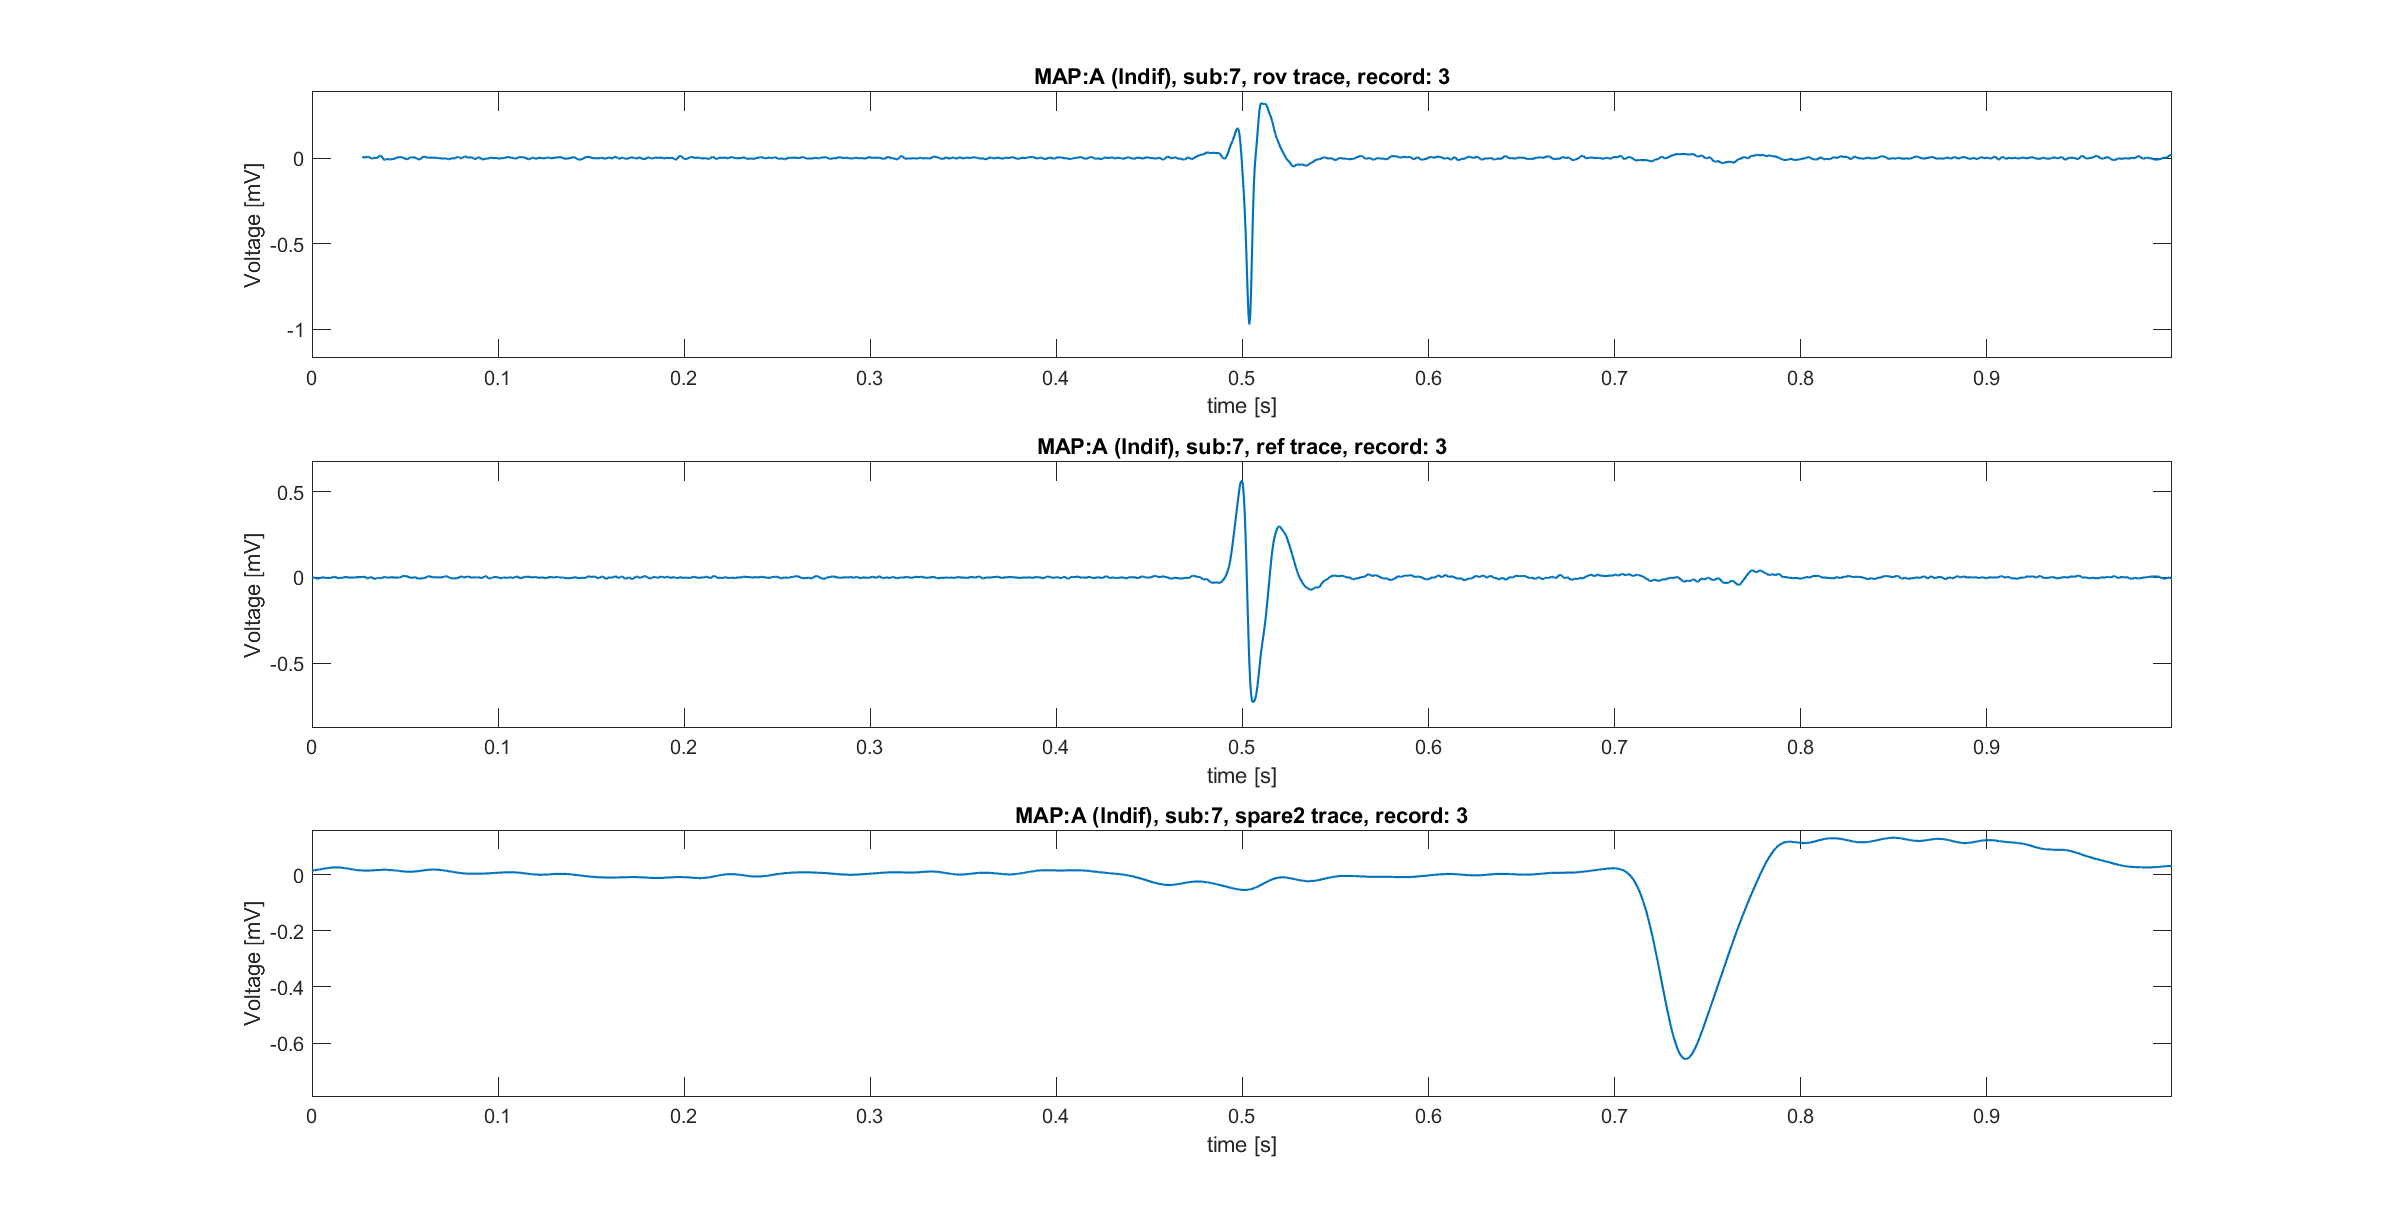 MAP:A (Indif), sub:7, rov trace, record: 3
Voltage [mV]
0
-0.5
-1
0 0.1 0.2 0.3 0.4 0.5 0.6 0.7 0.8 0.9
time [s]
MAP:A (Indif), sub:7, ref trace, record: 3
Voltage [mV]
0.5
0
-0.5
0 0.1 0.2 0.3 0.4 0.5 0.6 0.7 0.8 0.9
time [s]
MAP:A (Indif), sub:7, spare2 trace, record: 3
Voltage [mV]
0
-0.2
-0.4
-0.6
0 0.1 0.2 0.3 0.4 0.5 0.6 0.7 0.8 0.9
time [s]